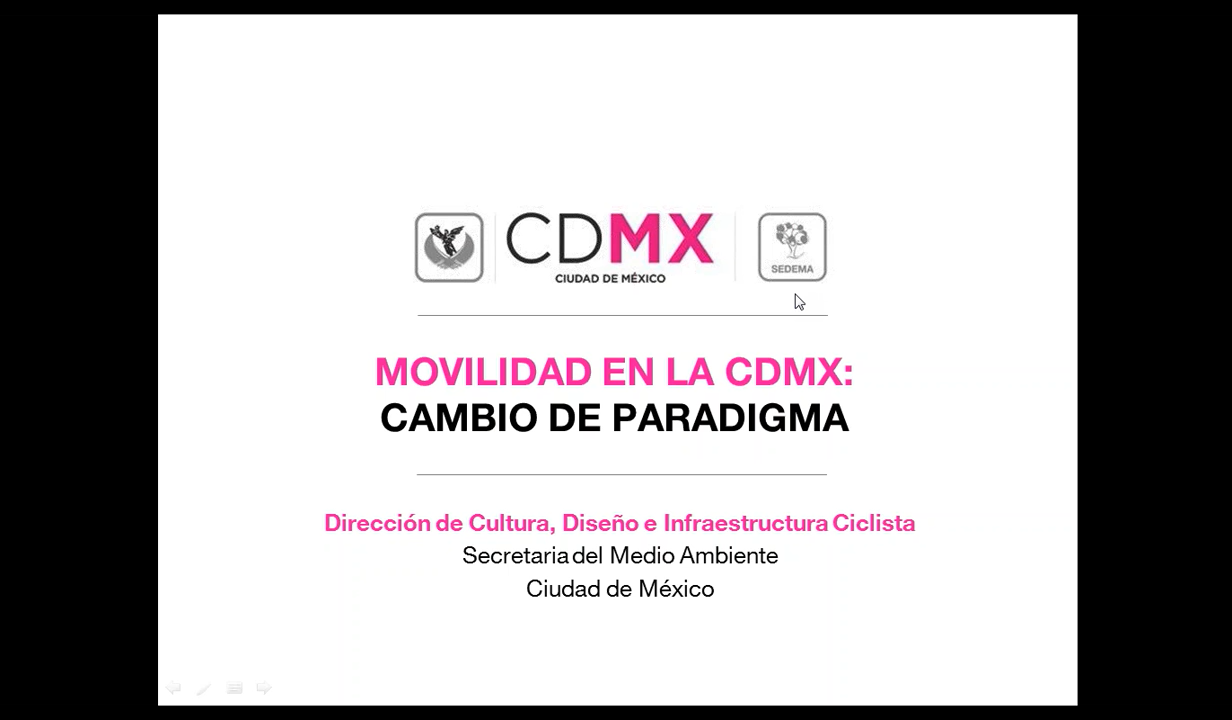 CDMX
CIUDAD DE MÉXICO
SEDEMA
MOVILIDAD EN LA CDMX:
CAMBIO DE PARADIGMA
Dirección de Cultura, Diseño e Infraestructura Ciclista
Secretaria del Medio Ambiente
Ciudad de México